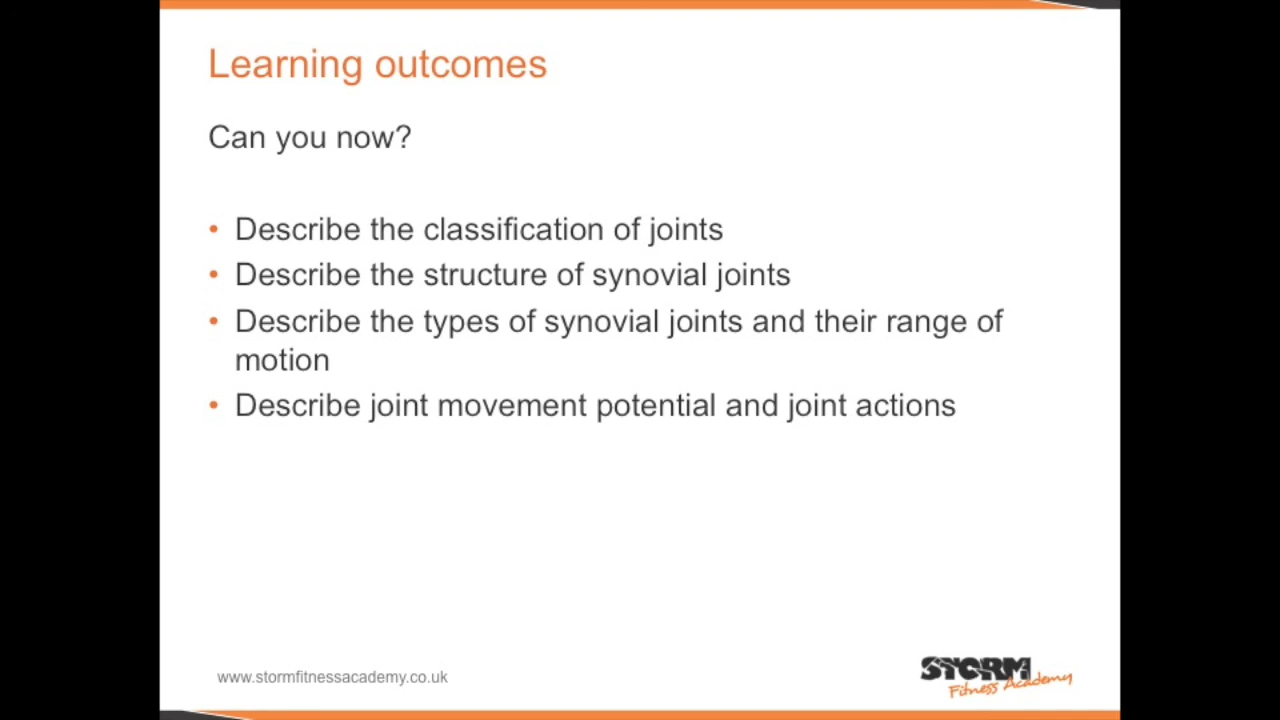 Learning outcomes
Can you now?
• Describe the classification of joints
• Describe the structure of synovial joints
• Describe the types of synovial joints and their range of
motion
• Describe joint movement potential and joint actions
www.stormfitnessacademy.co.uk
STORM
Fitness Academy